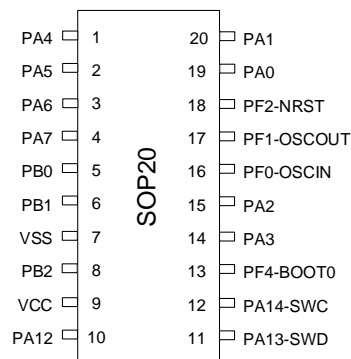 PA4 1 20 PA1
PA5 2 19 PA0
PA6 3 18 PF2-NRST
PA7 4 17 PF1-OSCOUT
PB0 5 16 PF0-OSCIN
PB1 6 15 PA2
VSS 7 14 PA3
PB2 8 13 PF4-BOOT0
VCC 9 12 PA14-SWC
PA12 10 11 PA13-SWD
SOP20